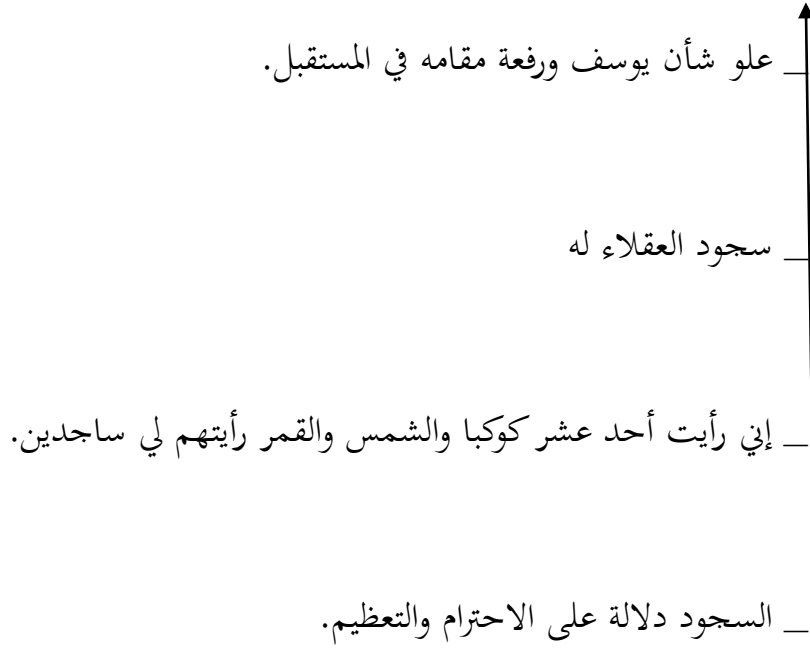 _ علو شأن يوسف ورفعة مقامه في المستقبل.
_ سجود العقلاء له
_ إني رأيت أحد عشر كوكبا والشمس والقمر رأيتهم لي ساجدين.
_ السجود دلالة على الاحترام والتعظيم.